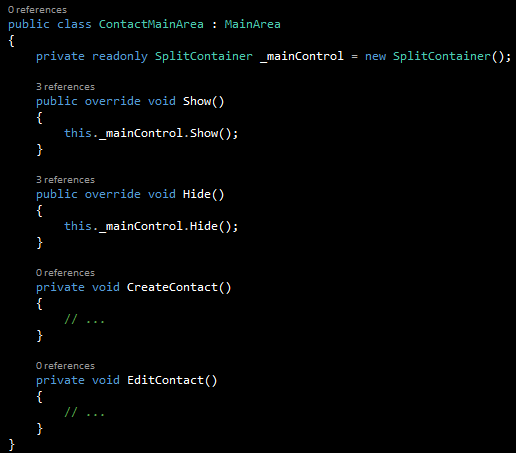 0 references
public class ContactMainArea : MainArea
{
    private readonly SplitContainer _mainControl = new SplitContainer();
    3 references
    public override void Show()
    {
        this._mainControl.Show();
    }
    3 references
    public override void Hide()
    {
        this._mainControl.Hide();
    }
    0 references
    private void CreateContact()
    {
        // ...
    }
    0 references
    private void EditContact()
    {
        // ...
    }
}